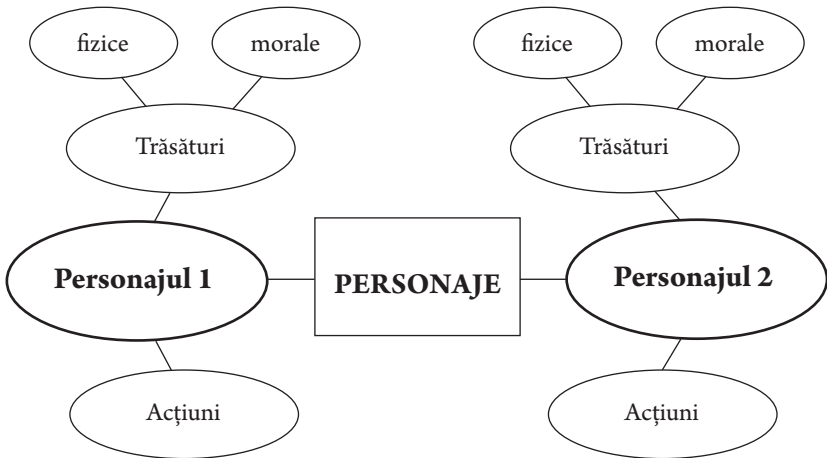 fizice
morale
fizice
morale
Trăsături
Trăsături
Personajul 1
PERSONAJE
Personajul 2
Acțiuni
Acțiuni